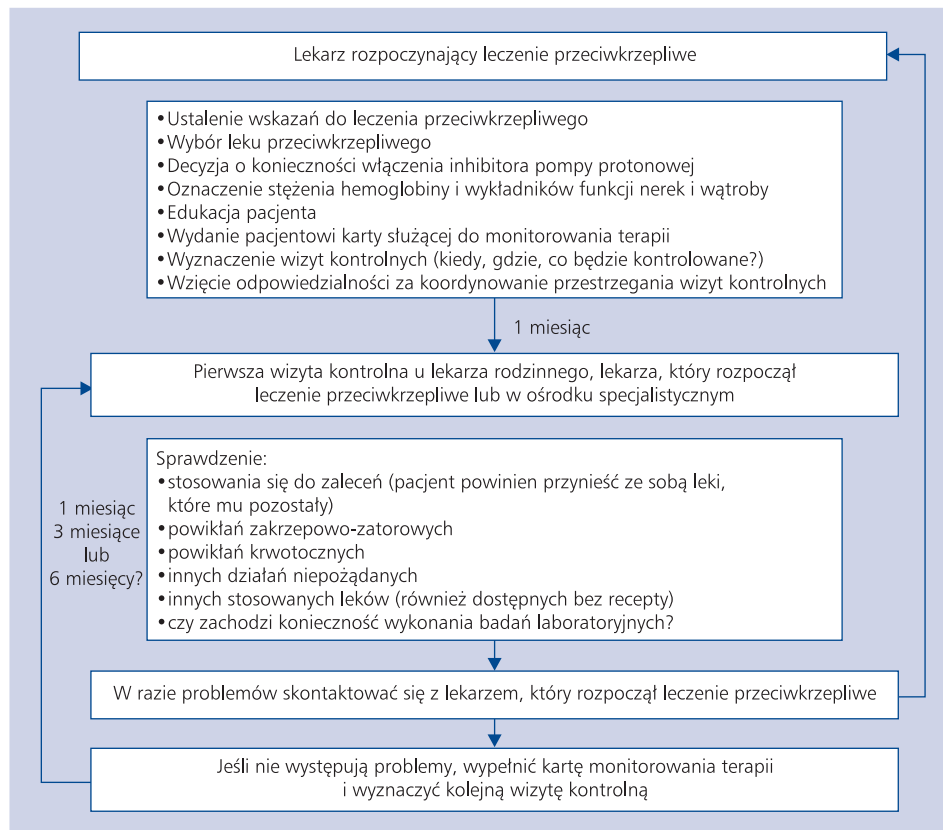 Lekarz rozpoczynający leczenie przeciwkrzepliwe
•Ustalenie wskazań do leczenia przeciwkrzepliwego
•Wybór leku przeciwkrzepliwego
•Decyzja o konieczności włączenia inhibitora pompy protonowej
•Oznaczenie stężenia hemoglobiny i wykładników funkcji nerek i wątroby
•Edukacja pacjenta
•Wydanie pacjentowi karty służącej do monitorowania terapii
•Wyznaczenie wizyt kontrolnych (kiedy, gdzie, co będzie kontrolowane?)
•Wzięcie odpowiedzialności za koordynowanie przestrzegania wizyt kontrolnych
1 miesiąc
Pierwsza wizyta kontrolna u lekarza rodzinnego, lekarza, który rozpoczął
leczenie przeciwkrzepliwe lub w ośrodku specjalistycznym
Sprawdzenie:
•stosowania się do zaleceń (pacjent powinien przynieść ze sobą leki,
które mu pozostały)
•powikłań zakrzepowo-zatorowych
•powikłań krwotocznych
•innych działań niepożądanych
•innych stosowanych leków (również dostępnych bez recepty)
•czy zachodzi konieczność wykonania badań laboratoryjnych?
1 miesiąc
3 miesiące
lub
6 miesięcy?
W razie problemów skontaktować się z lekarzem, który rozpoczął leczenie przeciwkrzepliwe
Jeśli nie występują problemy, wypełnić kartę monitorowania terapii
i wyznaczyć kolejną wizytę kontrolną